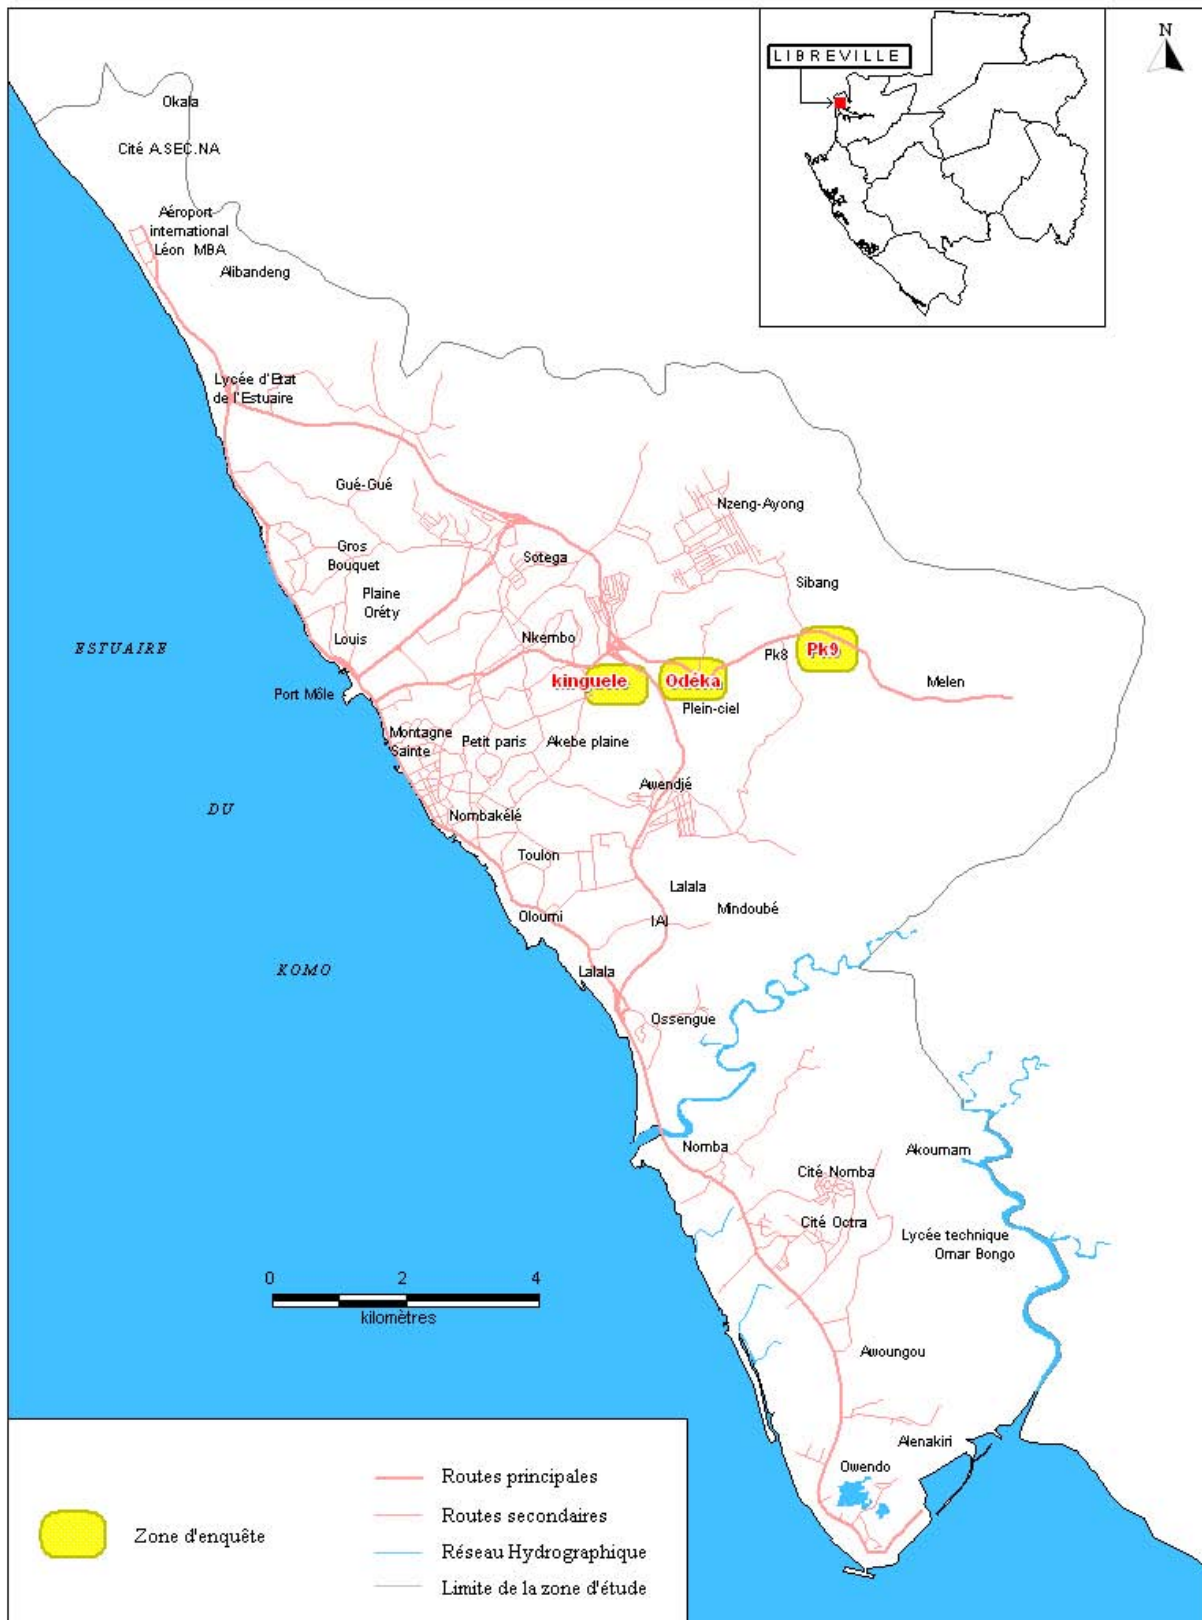 LIBREVILLE
N
Okala
Cité A.SEC.NA
Aéroport
international
Léon MBA
Alibandeng
Lycée d'Etat
de l'Estuaire
Gué-Gué
Nzeng-Ayong
Gros
Bouquet
Sotega
Sibang
Plaine
Oréty
Louis
Nkembo
ESTUAIRE
Pk8
Pk9
kinguele
Odéka
Melen
Port Môle
Plein-ciel
Montagne
Sainte
Petit paris
Akebe plaine
Awendjé
DU
Nombakélé
Toulon
Lalala
Mindoubé
Oloumi
IAI
KOMO
Lalala
Ossengue
Nomba
Akoumam
Cité Nomba
Cité Octra
Lycée technique
Omar Bongo
0 2 4
kilomètres
Awoungou
Alenakiri
Owendo
Zone d'enquête
Routes principales
Routes secondaires
Réseau Hydrographique
Limite de la zone d'étude